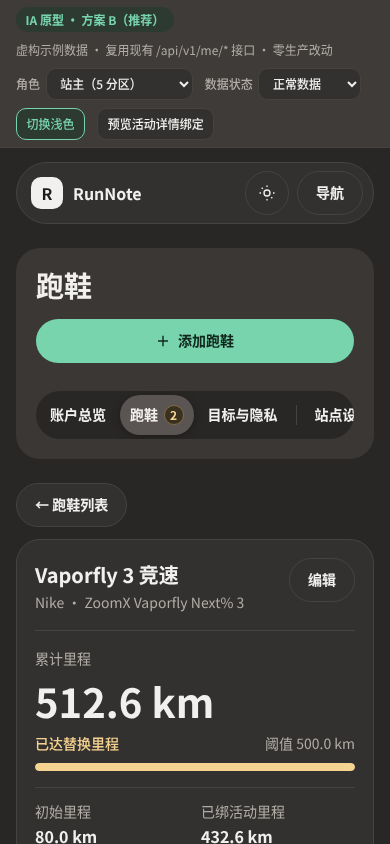 IA 原型 · 方案 B（推荐）
虚构示例数据 · 复用现有 /api/v1/me/* 接口 · 零生产改动
角色 站主（5 分区） 数据状态 正常数据
切换浅色 预览活动详情绑定
R RunNote 导航
跑鞋
+ 添加跑鞋
账户总览 跑鞋 2 目标与隐私 站点设
← 跑鞋列表
Vaporfly 3 竞速 编辑
Nike · ZoomX Vaporfly Next% 3
累计里程
512.6 km
已达替换里程 阈值 500.0 km
初始里程 已绑活动里程
80.0 km 432.6 km